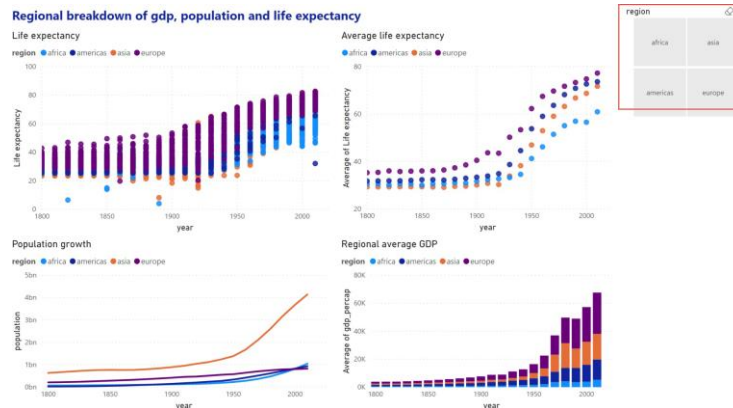 Regional breakdown of gdp, population and life expectancy
Life expectancy
region africa americas asia europe
100
80
60
40
20
0
Life expectancy
1800 1850 1900 1950 2000
year
Average life expectancy
region africa americas asia europe
80
60
40
20
Average of Life expectancy
1800 1850 1900 1950 2000
year
Population growth
region africa americas asia europe
5bn
4bn
3bn
2bn
1bn
0bn
population
1800 1850 1900 1950 2000
year
Regional average GDP
region africa americas asia europe
80K
60K
40K
20K
0K
Average of gdp_percap
1800 1850 1900 1950 2000
year
region
africa asia
americas europe